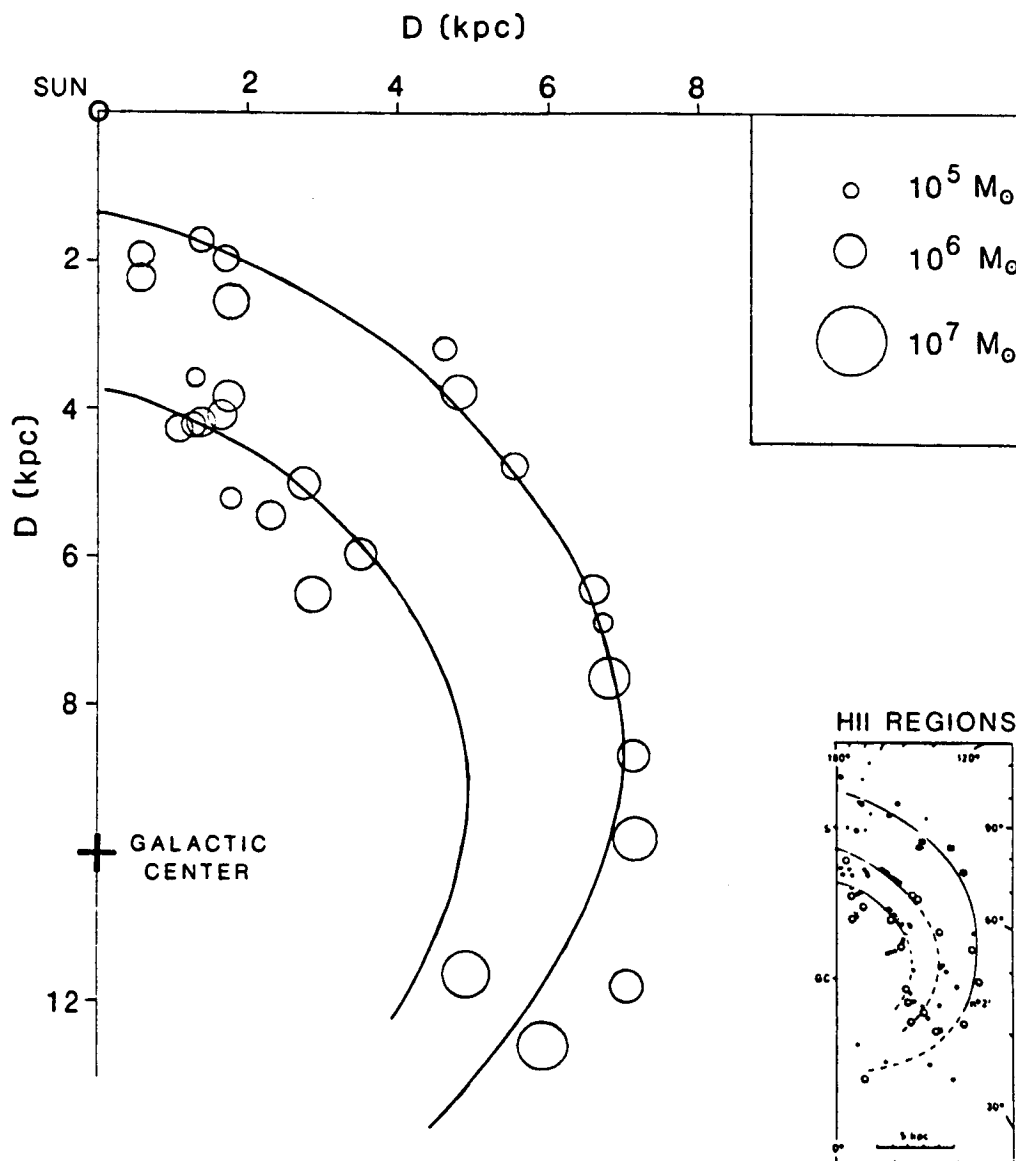 D (kpc)
SUN 2 4 6 8
10⁵ M⊙
10⁶ M⊙
10⁷ M⊙
2
4
D (kpc)
6
8
GALACTIC
CENTER
12
HII REGIONS
180° 120°
S 90°
60°
GC
30°
5 kpc
0°